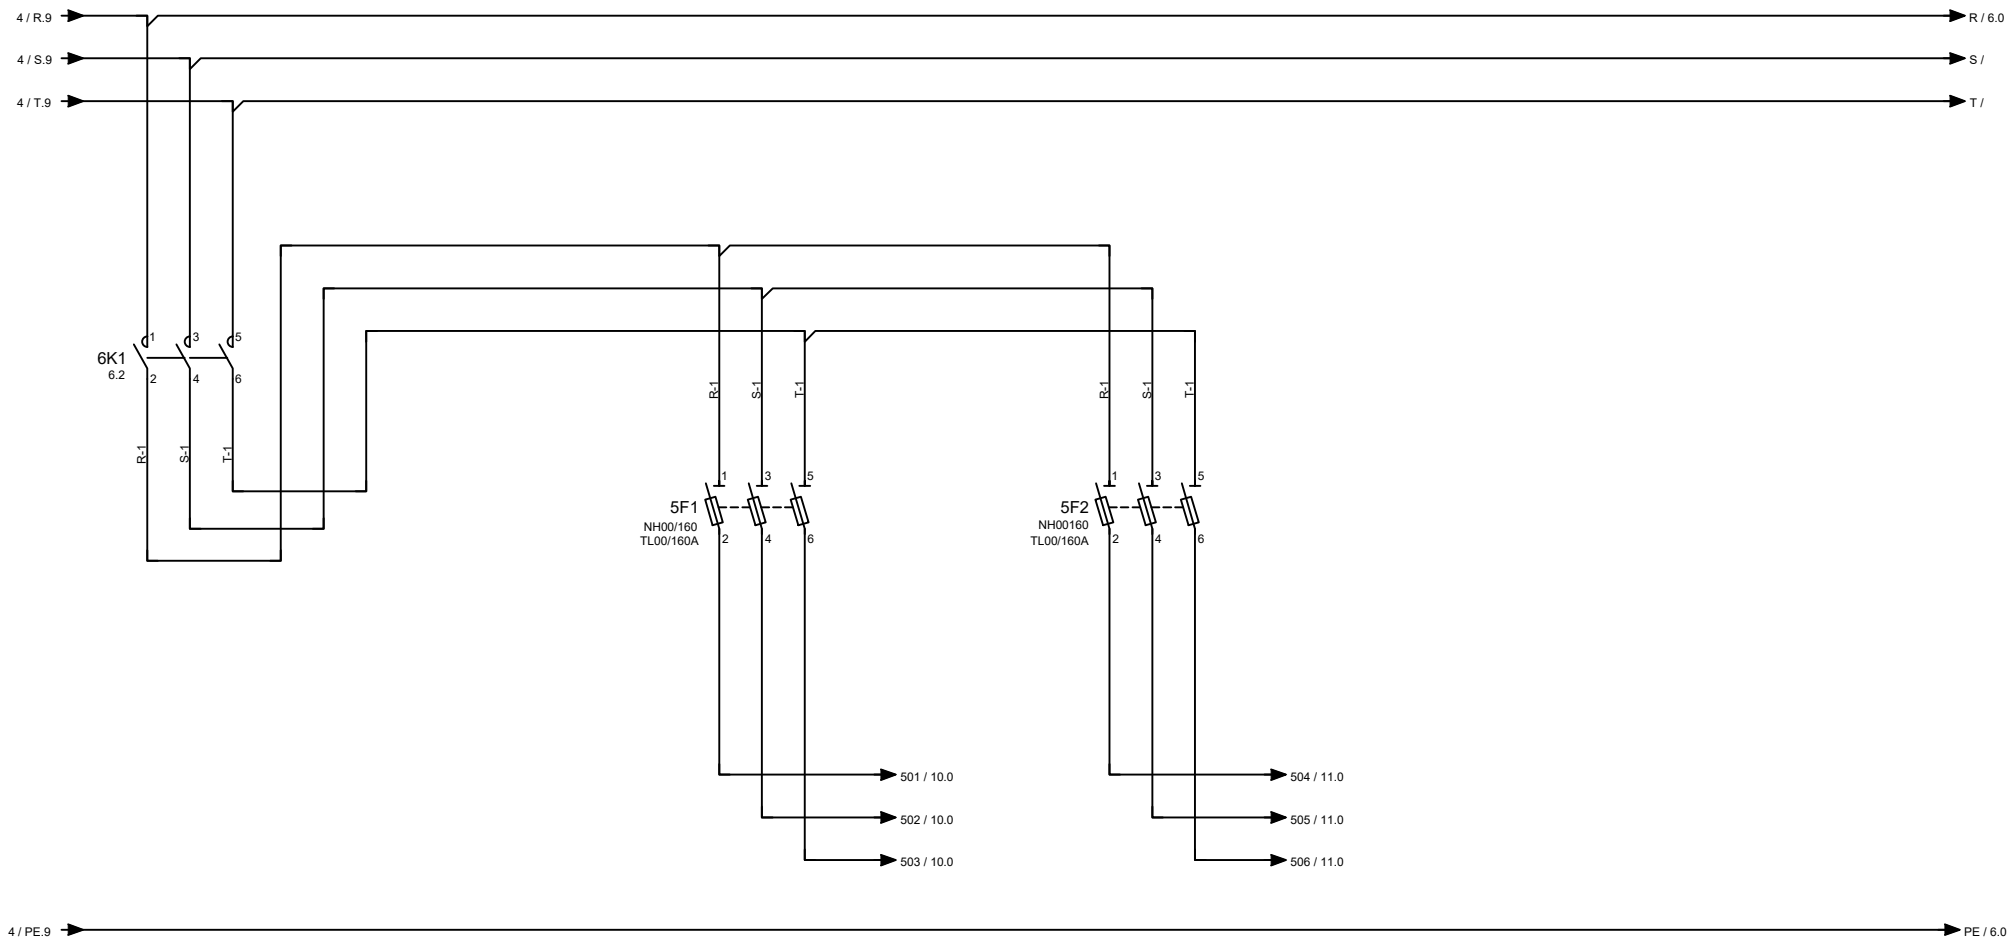 4 / R.9
R / 6.0
4 / S.9
S /
4 / T.9
T /
1
3
5
6K1
6.2
2
4
6
R-1
S-1
T-1
R-1
S-1
T-1
R-1
S-1
T-1
1
3
5
5F1
NH00/160
TL00/160A
2
4
6
1
3
5
5F2
NH00160
TL00/160A
2
4
6
501 / 10.0
502 / 10.0
503 / 10.0
504 / 11.0
505 / 11.0
506 / 11.0
4 / PE.9
PE / 6.0